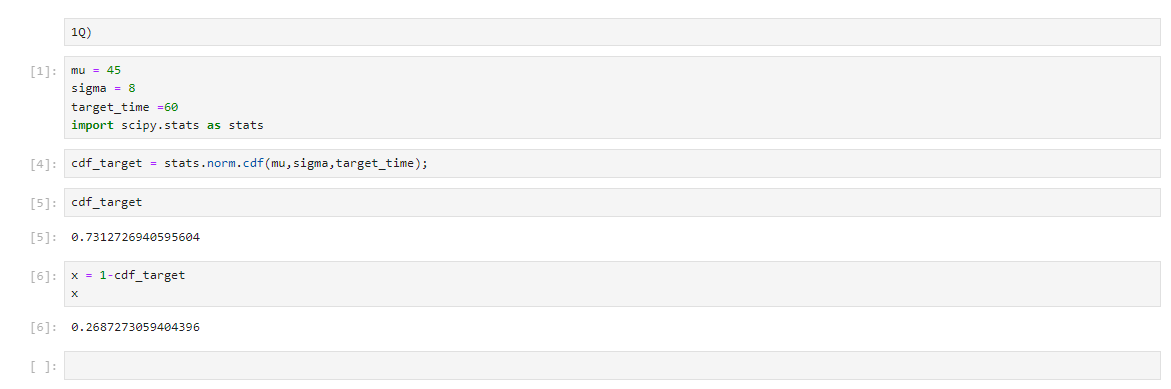 1Q)
[1]: mu = 45
sigma = 8
target_time =60
import scipy.stats as stats
[4]: cdf_target = stats.norm.cdf(mu,sigma,target_time);
[5]: cdf_target
[5]: 0.7312726940595604
[6]: x = 1-cdf_target
x
[6]: 0.2687273059404396
[ ]: